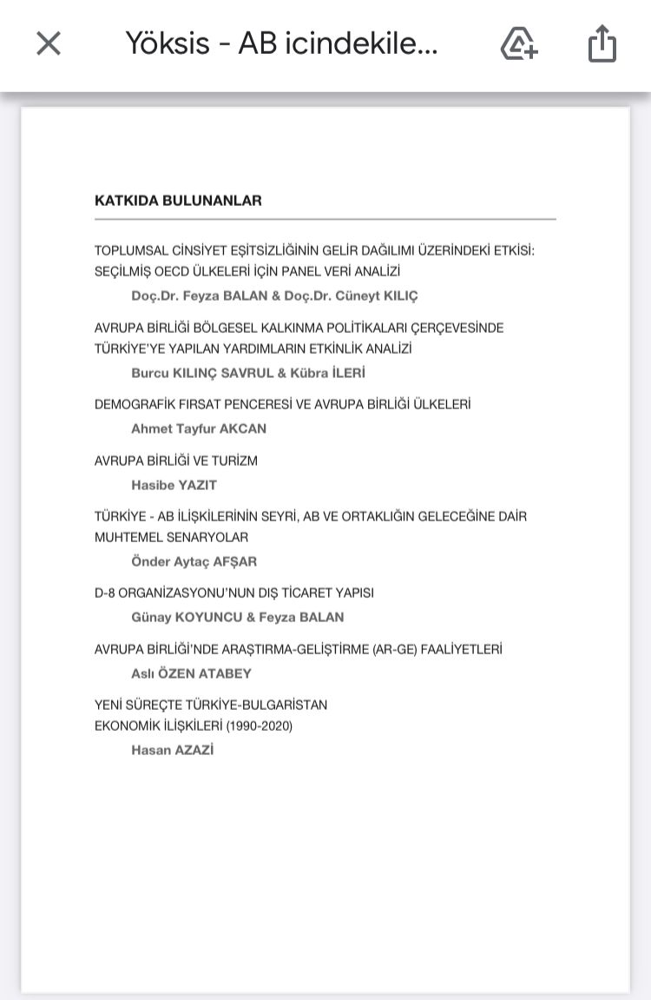 Yöksis - AB icindekile...
KATKIDA BULUNANLAR
TOPLUMSAL CİNSİYET EŞİTSİZLİĞİNİN GELİR DAĞILIMI ÜZERİNDEKİ ETKİSİ:
SEÇİLMİŞ OECD ÜLKELERİ İÇİN PANEL VERİ ANALİZİ
Doç.Dr. Feyza BALAN & Doç.Dr. Cüneyt KILIÇ
AVRUPA BİRLİĞİ BÖLGESEL KALKINMA POLİTİKALARI ÇERÇEVESİNDE
TÜRKİYE'YE YAPILAN YARDIMLARIN ETKİNLİK ANALİZİ
Burcu KILINÇ SAVRUL & Kübra İLERİ
DEMOGRAFİK FIRSAT PENCERESİ VE AVRUPA BİRLİĞİ ÜLKELERİ
Ahmet Tayfur AKCAN
AVRUPA BİRLİĞİ VE TURİZM
Hasibe YAZIT
TÜRKİYE - AB İLİŞKİLERİNİN SEYRİ, AB VE ORTAKLIĞIN GELECEĞİNE DAİR
MUHTEMEL SENARYOLAR
Önder Aytaç AFŞAR
D-8 ORGANİZASYONU'NUN DIŞ TİCARET YAPISI
Günay KOYUNCU & Feyza BALAN
AVRUPA BİRLİĞİ'NDE ARAŞTIRMA-GELİŞTİRME (AR-GE) FAALİYETLERİ
Aslı ÖZEN ATABEY
YENİ SÜREÇTE TÜRKİYE-BULGARİSTAN
EKONOMİK İLİŞKİLERİ (1990-2020)
Hasan AZAZİ